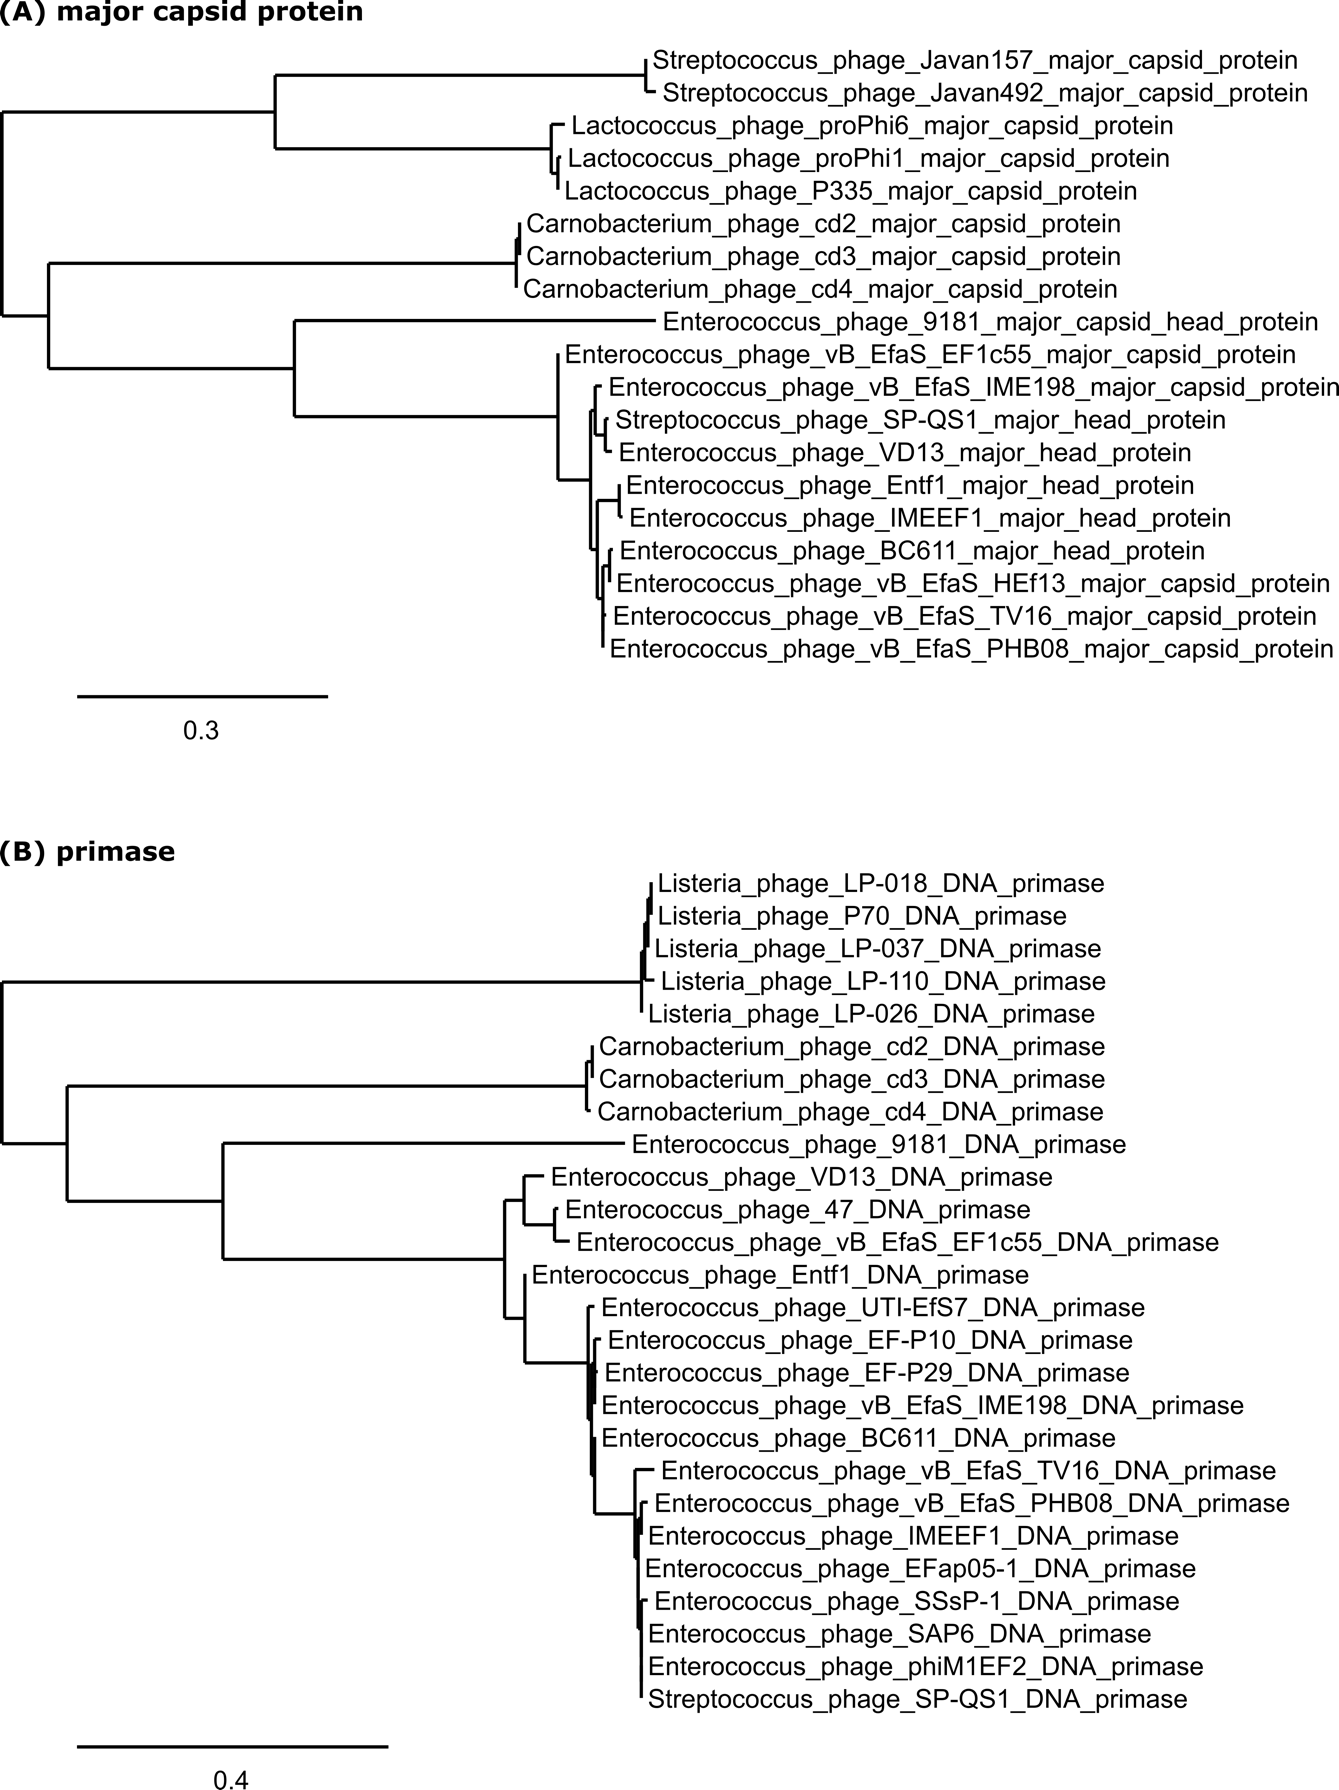 (A) major capsid protein
Streptococcus_phage_Javan157_major_capsid_protein
Streptococcus_phage_Javan492_major_capsid_protein
Lactococcus_phage_proPhi6_major_capsid_protein
Lactococcus_phage_proPhi1_major_capsid_protein
Lactococcus_phage_P335_major_capsid_protein
Carnobacterium_phage_cd2_major_capsid_protein
Carnobacterium_phage_cd3_major_capsid_protein
Carnobacterium_phage_cd4_major_capsid_protein
Enterococcus_phage_9181_major_capsid_head_protein
Enterococcus_phage_vB_EfaS_EF1c55_major_capsid_protein
Enterococcus_phage_vB_EfaS_IME198_major_capsid_protein
Streptococcus_phage_SP-QS1_major_head_protein
Enterococcus_phage_VD13_major_head_protein
Enterococcus_phage_Entf1_major_head_protein
Enterococcus_phage_IMEEF1_major_head_protein
Enterococcus_phage_BC611_major_head_protein
Enterococcus_phage_vB_EfaS_HEf13_major_capsid_protein
Enterococcus_phage_vB_EfaS_TV16_major_capsid_protein
Enterococcus_phage_vB_EfaS_PHB08_major_capsid_protein
0.3
(B) primase
Listeria_phage_LP-018_DNA_primase
Listeria_phage_P70_DNA_primase
Listeria_phage_LP-037_DNA_primase
Listeria_phage_LP-110_DNA_primase
Listeria_phage_LP-026_DNA_primase
Carnobacterium_phage_cd2_DNA_primase
Carnobacterium_phage_cd3_DNA_primase
Carnobacterium_phage_cd4_DNA_primase
Enterococcus_phage_9181_DNA_primase
Enterococcus_phage_VD13_DNA_primase
Enterococcus_phage_47_DNA_primase
Enterococcus_phage_vB_EfaS_EF1c55_DNA_primase
Enterococcus_phage_Entf1_DNA_primase
Enterococcus_phage_UTI-EfS7_DNA_primase
Enterococcus_phage_EF-P10_DNA_primase
Enterococcus_phage_EF-P29_DNA_primase
Enterococcus_phage_vB_EfaS_IME198_DNA_primase
Enterococcus_phage_BC611_DNA_primase
Enterococcus_phage_vB_EfaS_TV16_DNA_primase
Enterococcus_phage_vB_EfaS_PHB08_DNA_primase
Enterococcus_phage_IMEEF1_DNA_primase
Enterococcus_phage_EFap05-1_DNA_primase
Enterococcus_phage_SSsP-1_DNA_primase
Enterococcus_phage_SAP6_DNA_primase
Enterococcus_phage_phiM1EF2_DNA_primase
Streptococcus_phage_SP-QS1_DNA_primase
0.4